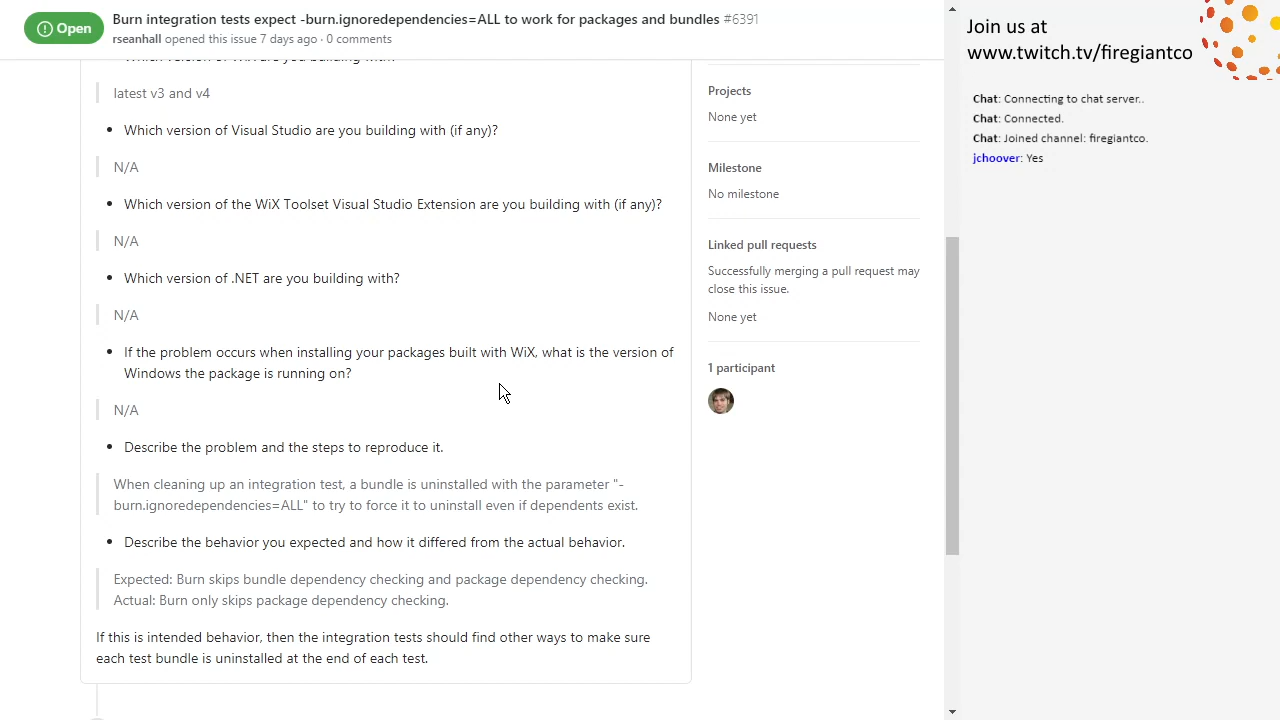 Open
Burn integration tests expect -burn.ignoredependencies=ALL to work for packages and bundles #6391
rseanhall opened this issue 7 days ago · 0 comments
latest v3 and v4
Which version of Visual Studio are you building with (if any)?
N/A
Which version of the WiX Toolset Visual Studio Extension are you building with (if any)?
N/A
Which version of .NET are you building with?
N/A
If the problem occurs when installing your packages built with WiX, what is the version of
Windows the package is running on?
N/A
Describe the problem and the steps to reproduce it.
When cleaning up an integration test, a bundle is uninstalled with the parameter "-
burn.ignoredependencies=ALL" to try to force it to uninstall even if dependents exist.
Describe the behavior you expected and how it differed from the actual behavior.
Expected: Burn skips bundle dependency checking and package dependency checking.
Actual: Burn only skips package dependency checking.
If this is intended behavior, then the integration tests should find other ways to make sure
each test bundle is uninstalled at the end of each test.
Projects
None yet
Milestone
No milestone
Linked pull requests
Successfully merging a pull request may
close this issue.
None yet
1 participant
Join us at
www.twitch.tv/firegiantco
Chat: Connecting to chat server..
Chat: Connected.
Chat: Joined channel: firegiantco.
jchoover: Yes